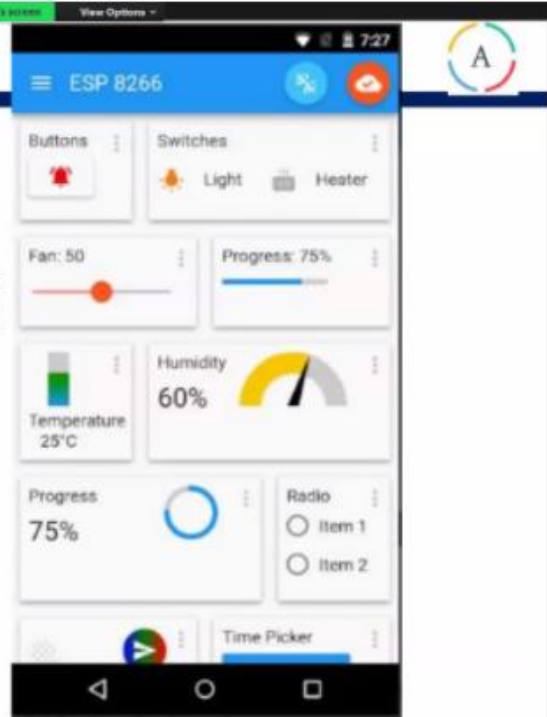 screen View Options
7:27
A
ESP 8266
Buttons
Switches
Light Heater
Fan: 50
Progress: 75%
Temperature
25°C
Humidity
60%
Progress
75%
Radio
Item 1
Item 2
Time Picker